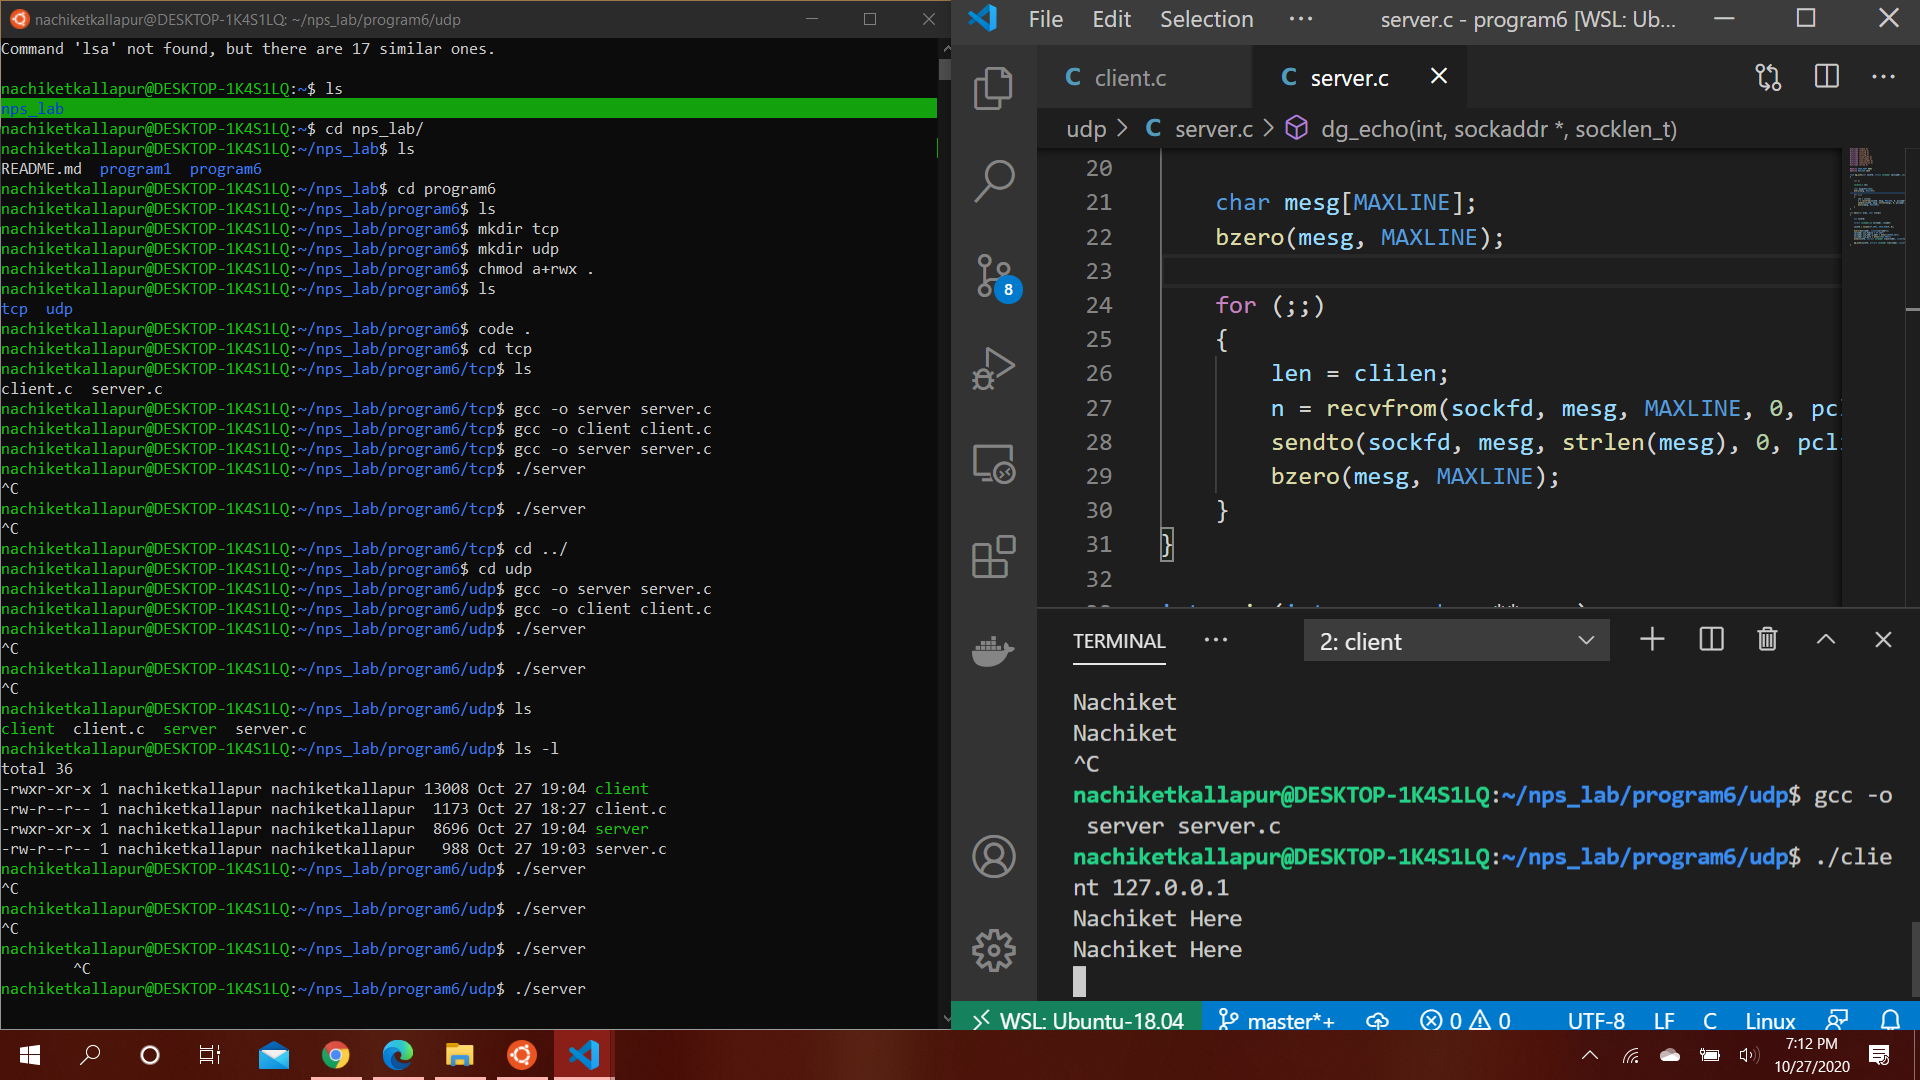 nachiketkallapur@DESKTOP-1K4S1LQ: ~/nps_lab/program6/udp
Command 'lsa' not found, but there are 17 similar ones.
nachiketkallapur@DESKTOP-1K4S1LQ:~$ ls
nps_lab
nachiketkallapur@DESKTOP-1K4S1LQ:~$ cd nps_lab/
nachiketkallapur@DESKTOP-1K4S1LQ:~/nps_lab$ ls
README.md  program1  program6
nachiketkallapur@DESKTOP-1K4S1LQ:~/nps_lab$ cd program6
nachiketkallapur@DESKTOP-1K4S1LQ:~/nps_lab/program6$ ls
nachiketkallapur@DESKTOP-1K4S1LQ:~/nps_lab/program6$ mkdir tcp
nachiketkallapur@DESKTOP-1K4S1LQ:~/nps_lab/program6$ mkdir udp
nachiketkallapur@DESKTOP-1K4S1LQ:~/nps_lab/program6$ chmod a+rwx .
nachiketkallapur@DESKTOP-1K4S1LQ:~/nps_lab/program6$ ls
tcp  udp
nachiketkallapur@DESKTOP-1K4S1LQ:~/nps_lab/program6$ code .
nachiketkallapur@DESKTOP-1K4S1LQ:~/nps_lab/program6$ cd tcp
nachiketkallapur@DESKTOP-1K4S1LQ:~/nps_lab/program6/tcp$ ls
client.c  server.c
nachiketkallapur@DESKTOP-1K4S1LQ:~/nps_lab/program6/tcp$ gcc -o server server.c
nachiketkallapur@DESKTOP-1K4S1LQ:~/nps_lab/program6/tcp$ gcc -o client client.c
nachiketkallapur@DESKTOP-1K4S1LQ:~/nps_lab/program6/tcp$ gcc -o server server.c
nachiketkallapur@DESKTOP-1K4S1LQ:~/nps_lab/program6/tcp$ ./server
^C
nachiketkallapur@DESKTOP-1K4S1LQ:~/nps_lab/program6/tcp$ ./server
^C
nachiketkallapur@DESKTOP-1K4S1LQ:~/nps_lab/program6/tcp$ cd ../
nachiketkallapur@DESKTOP-1K4S1LQ:~/nps_lab/program6$ cd udp
nachiketkallapur@DESKTOP-1K4S1LQ:~/nps_lab/program6/udp$ gcc -o server server.c
nachiketkallapur@DESKTOP-1K4S1LQ:~/nps_lab/program6/udp$ gcc -o client client.c
nachiketkallapur@DESKTOP-1K4S1LQ:~/nps_lab/program6/udp$ ./server
^C
nachiketkallapur@DESKTOP-1K4S1LQ:~/nps_lab/program6/udp$ ./server
^C
nachiketkallapur@DESKTOP-1K4S1LQ:~/nps_lab/program6/udp$ ls
client  client.c  server  server.c
nachiketkallapur@DESKTOP-1K4S1LQ:~/nps_lab/program6/udp$ ls -l
total 36
-rwxr-xr-x 1 nachiketkallapur nachiketkallapur 13008 Oct 27 19:04 client
-rw-r--r-- 1 nachiketkallapur nachiketkallapur  1173 Oct 27 18:27 client.c
-rwxr-xr-x 1 nachiketkallapur nachiketkallapur  8696 Oct 27 19:04 server
-rw-r--r-- 1 nachiketkallapur nachiketkallapur   988 Oct 27 19:03 server.c
nachiketkallapur@DESKTOP-1K4S1LQ:~/nps_lab/program6/udp$ ./server
^C
nachiketkallapur@DESKTOP-1K4S1LQ:~/nps_lab/program6/udp$ ./server
^C
nachiketkallapur@DESKTOP-1K4S1LQ:~/nps_lab/program6/udp$ ./server
^C
nachiketkallapur@DESKTOP-1K4S1LQ:~/nps_lab/program6/udp$ ./server
File Edit Selection ··· server.c - program6 [WSL: Ub...
C client.c C server.c
udp > C server.c > dg_echo(int, sockaddr *, socklen_t)
20
21 char mesg[MAXLINE];
22 bzero(mesg, MAXLINE);
23
24 for (;;)
25 {
26 len = clilen;
27 n = recvfrom(sockfd, mesg, MAXLINE, 0, pcl
28 sendto(sockfd, mesg, strlen(mesg), 0, pcl
29 bzero(mesg, MAXLINE);
30 }
31 }
32
8
TERMINAL ··· 2: client
Nachiket
Nachiket
^C
nachiketkallapur@DESKTOP-1K4S1LQ:~/nps_lab/program6/udp$ gcc -o
server server.c
nachiketkallapur@DESKTOP-1K4S1LQ:~/nps_lab/program6/udp$ ./clie
nt 127.0.0.1
Nachiket Here
Nachiket Here
WSL: Ubuntu-18.04 master*+ 0 0 UTF-8 LF C Linux
7:12 PM
10/27/2020